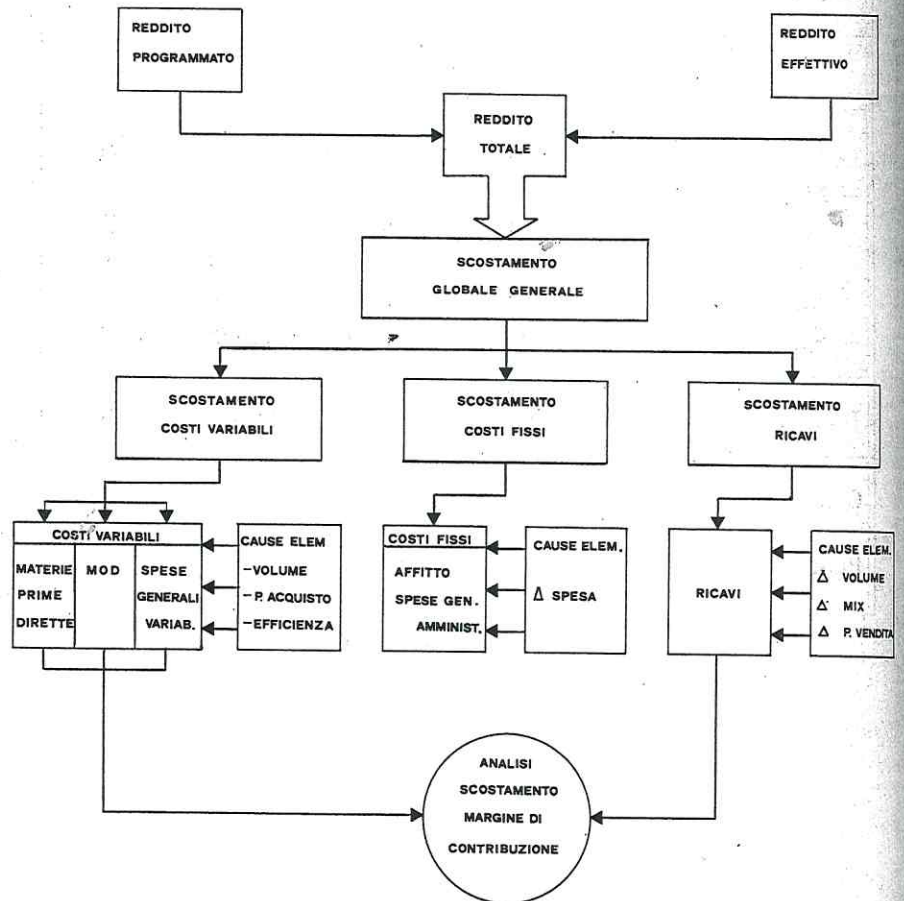 REDDITO
PROGRAMMATO
REDDITO
EFFETTIVO
REDDITO
TOTALE
SCOSTAMENTO
GLOBALE GENERALE
SCOSTAMENTO
COSTI VARIABILI
SCOSTAMENTO
COSTI FISSI
SCOSTAMENTO
RICAVI
COSTI VARIABILI
MATERIE
PRIME
DIRETTE
MOD
SPESE
GENERALI
VARIAB.
CAUSE ELEM
-VOLUME
-P. ACQUISTO
-EFFICIENZA
COSTI FISSI
AFFITTO
SPESE GEN.
AMMINIST.
CAUSE ELEM.
Δ SPESA
RICAVI
CAUSE ELEM.
Δ VOLUME
Δ MIX
Δ P. VENDITA
ANALISI
SCOSTAMENTO
MARGINE DI
CONTRIBUZIONE